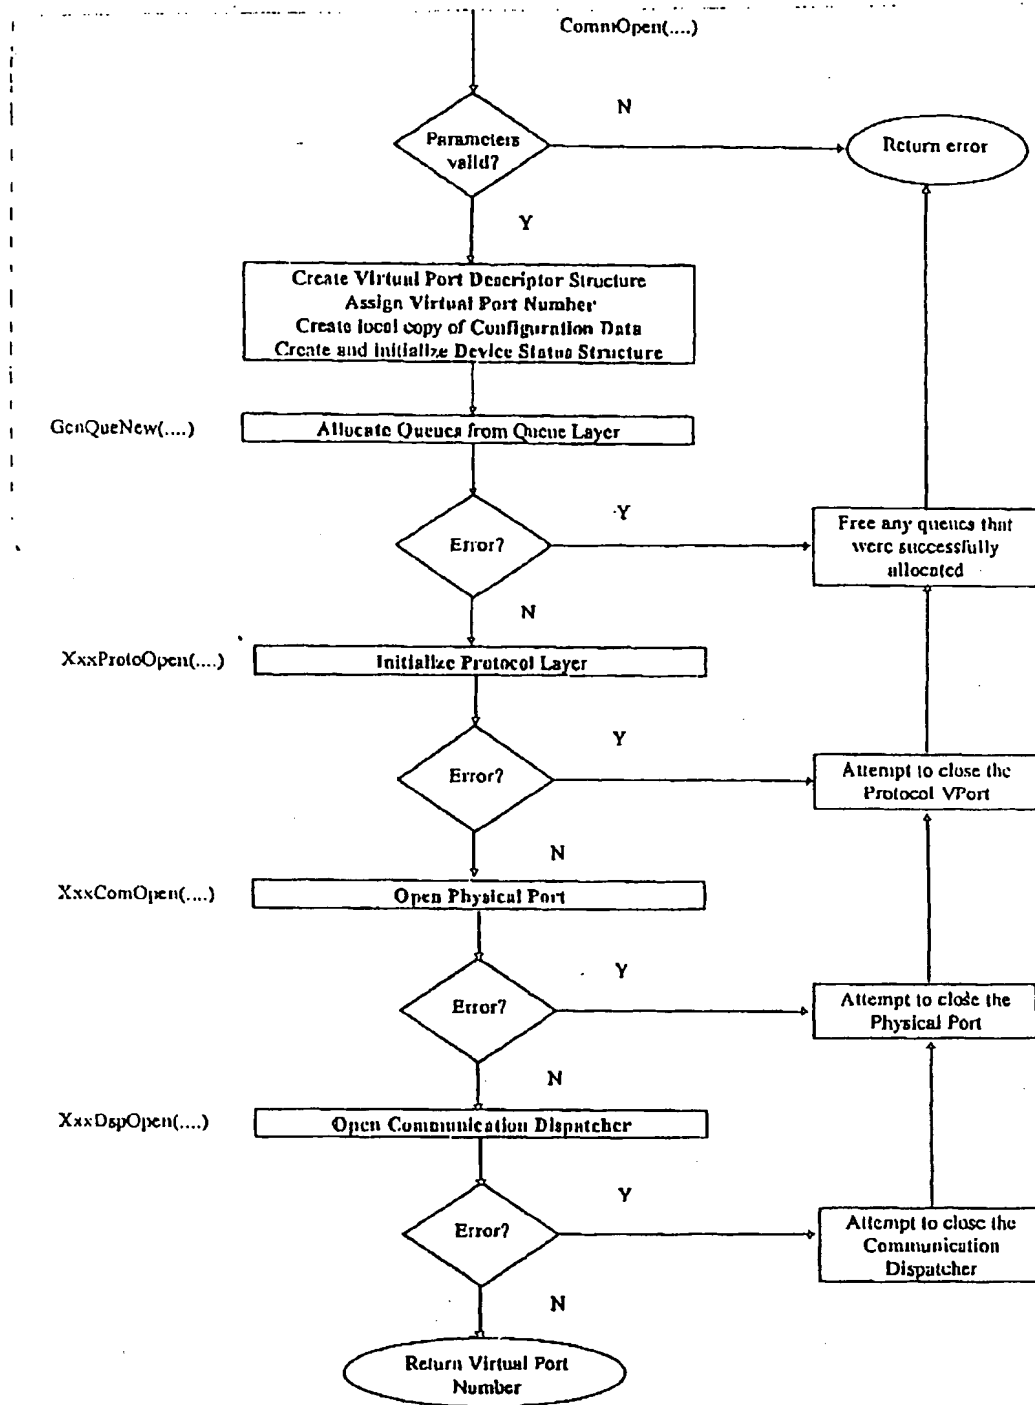 CommOpen(....)
N
Parameters
valid?
Return error
Y
Create Virtual Port Descriptor Structure
Assign Virtual Port Number
Create local copy of Configuration Data
Create and initialize Device Status Structure
GenQueNew(....)
Allocate Queues from Queue Layer
Y
Error?
Free any queues that
were successfully
allocated
N
XxxProtoOpen(....)
Initialize Protocol Layer
Y
Error?
Attempt to close the
Protocol VPort
N
XxxComOpen(....)
Open Physical Port
Y
Error?
Attempt to close the
Physical Port
N
XxxDspOpen(....)
Open Communication Dispatcher
Y
Error?
Attempt to close the
Communication
Dispatcher
N
Return Virtual Port
Number